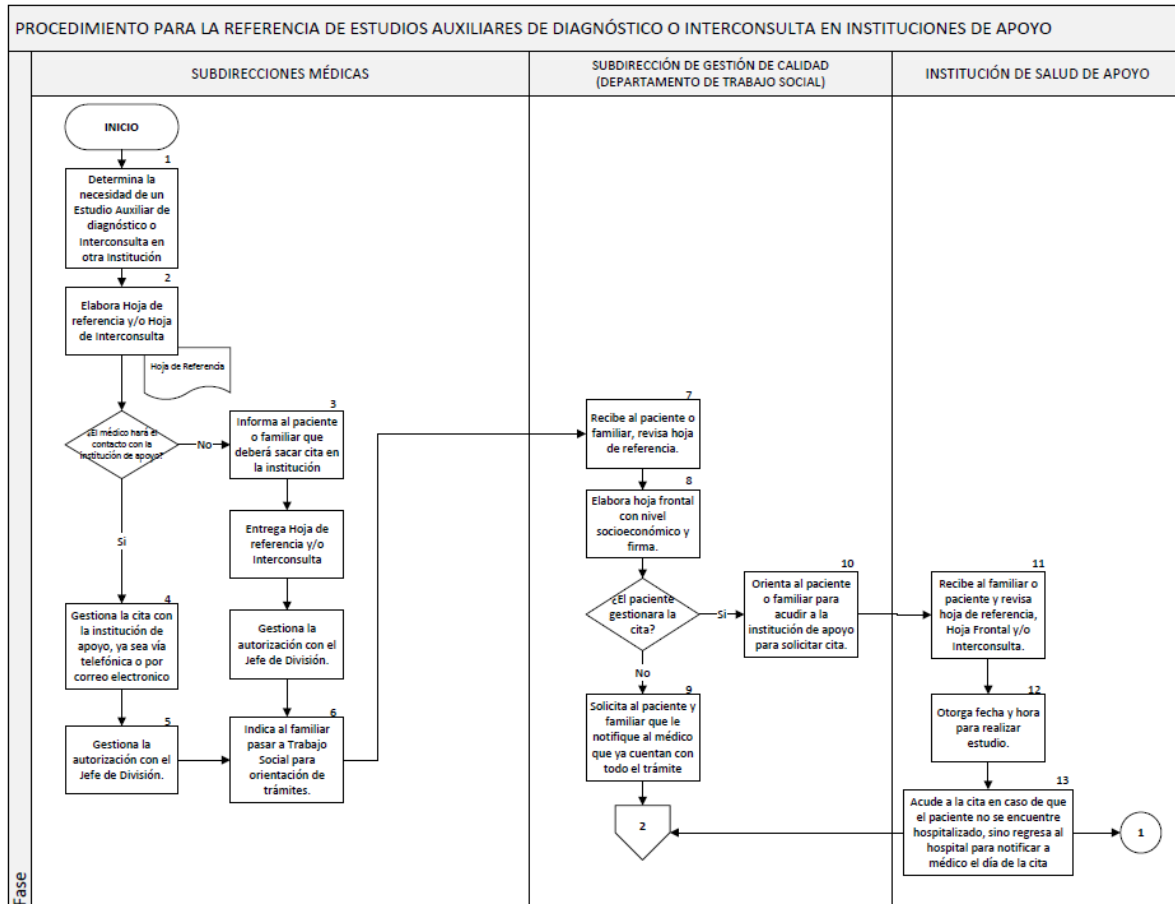 PROCEDIMIENTO PARA LA REFERENCIA DE ESTUDIOS AUXILIARES DE DIAGNÓSTICO O INTERCONSULTA EN INSTITUCIONES DE APOYO
SUBDIRECCIONES MÉDICAS
SUBDIRECCIÓN DE GESTIÓN DE CALIDAD
(DEPARTAMENTO DE TRABAJO SOCIAL)
INSTITUCIÓN DE SALUD DE APOYO
Fase
INICIO
1
Determina la
necesidad de un
Estudio Auxiliar de
diagnóstico o
Interconsulta en
otra Institución
2
Elabora Hoja de
referencia y/o Hoja
de Interconsulta
Hoja de Referencia
¿El médico hará el
contacto con la
institución de apoyo?
No
Si
3
Informa al paciente
o familiar que
deberá sacar cita en
la institución
Entrega Hoja de
referencia y/o
Interconsulta
Gestiona la
autorización con el
Jefe de División.
4
Gestiona la cita con
la institución de
apoyo, ya sea vía
telefónica o por
correo electronico
5
Gestiona la
autorización con el
Jefe de División.
6
Indica al familiar
pasar a Trabajo
Social para
orientación de
trámites.
7
Recibe al paciente o
familiar, revisa hoja
de referencia.
8
Elabora hoja frontal
con nivel
socioeconómico y
firma.
¿El paciente
gestionara la
cita?
Si
No
9
Solicita al paciente y
familiar que le
notifique al médico
que ya cuentan con
todo el trámite
2
10
Orienta al paciente
o familiar para
acudir a la
institución de apoyo
para solicitar cita.
11
Recibe al familiar o
paciente y revisa
hoja de referencia,
Hoja Frontal y/o
Interconsulta.
12
Otorga fecha y hora
para realizar
estudio.
13
Acude a la cita en caso de que
el paciente no se encuentre
hospitalizado, sino regresa al
hospital para notificar a
médico el día de la cita
1